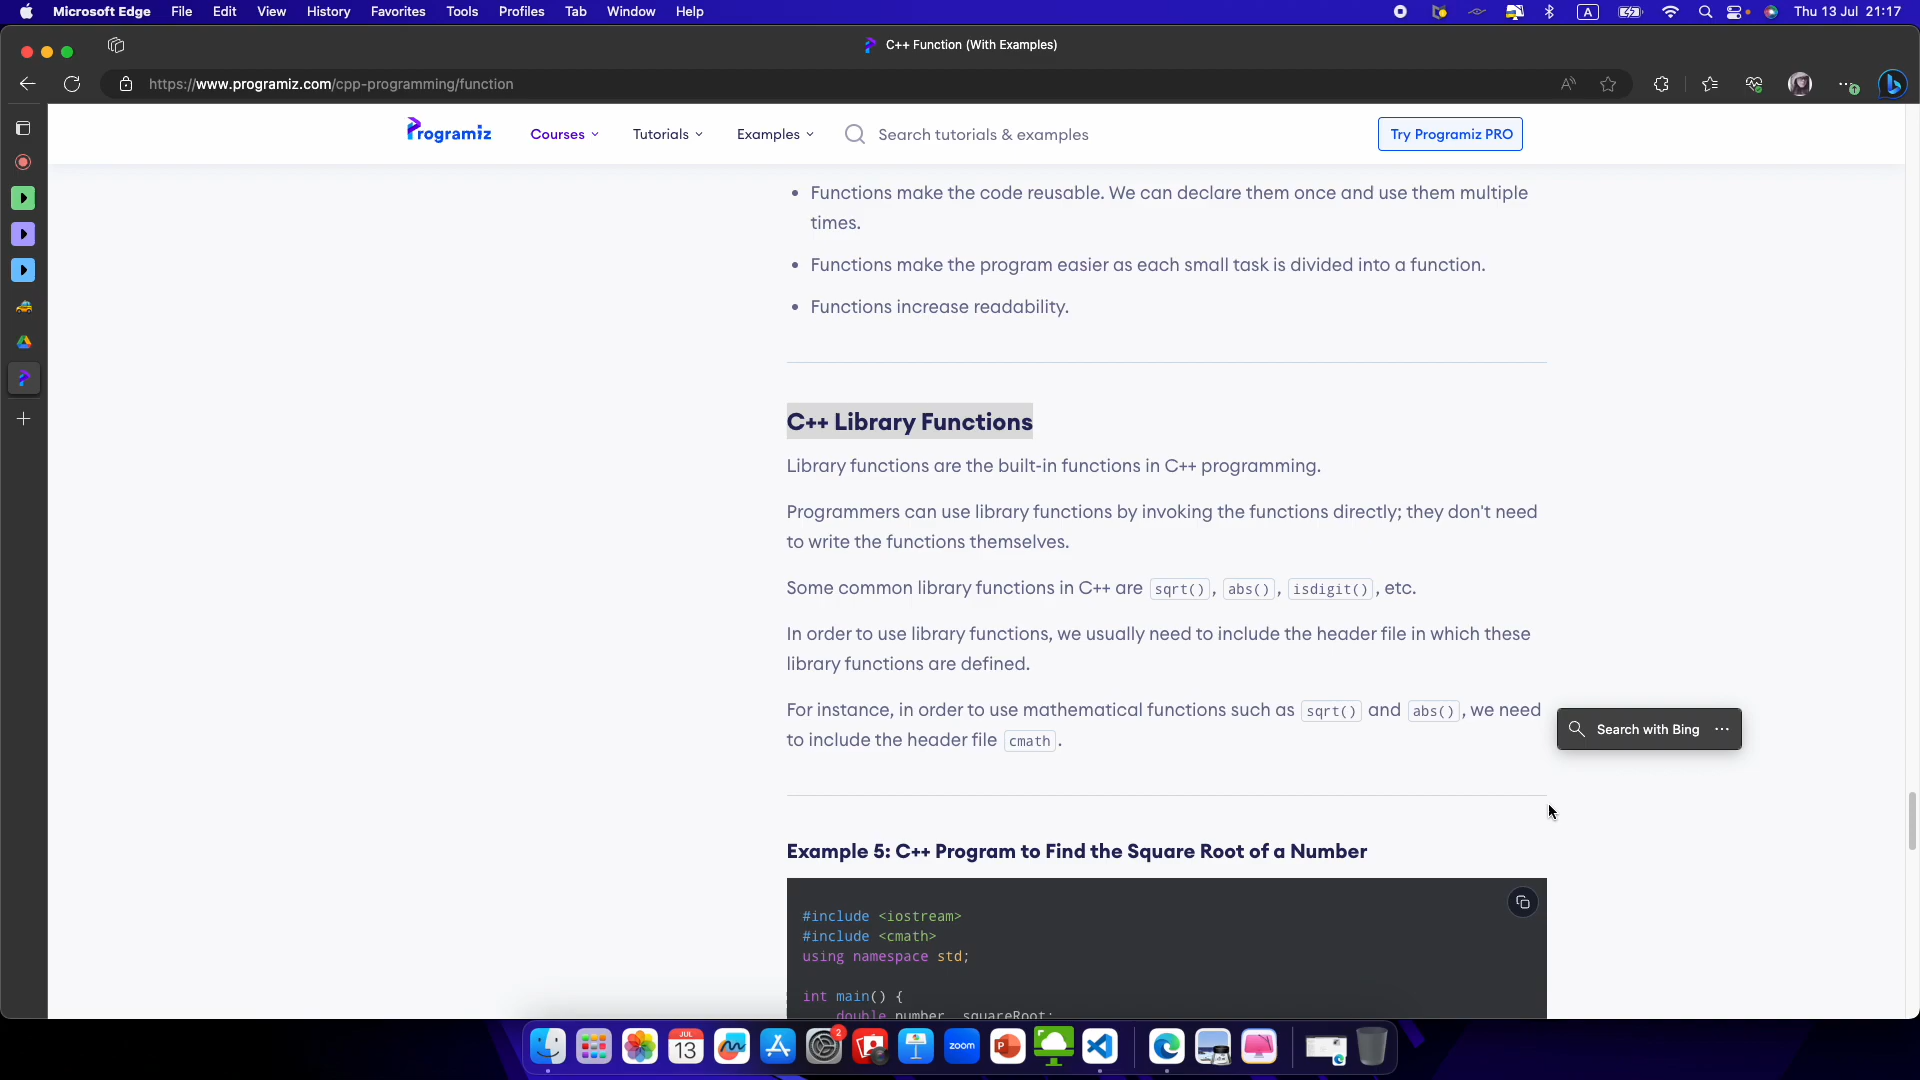 Microsoft Edge File Edit View History Favorites Tools Profiles Tab Window Help A Thu 13 Jul 21:17
C++ Function (With Examples)
https://www.programiz.com/cpp-programming/function
Programiz Courses Tutorials Examples Search tutorials & examples Try Programiz PRO
• Functions make the code reusable. We can declare them once and use them multiple
times.
• Functions make the program easier as each small task is divided into a function.
• Functions increase readability.
C++ Library Functions
Library functions are the built-in functions in C++ programming.
Programmers can use library functions by invoking the functions directly; they don't need
to write the functions themselves.
Some common library functions in C++ are sqrt(), abs(), isdigit(), etc.
In order to use library functions, we usually need to include the header file in which these
library functions are defined.
For instance, in order to use mathematical functions such as sqrt() and abs(), we need
to include the header file cmath.
Search with Bing
Example 5: C++ Program to Find the Square Root of a Number
#include <iostream>
#include <cmath>
using namespace std;
int main() {
double number, squareRoot;
JUL
13
2
zoom